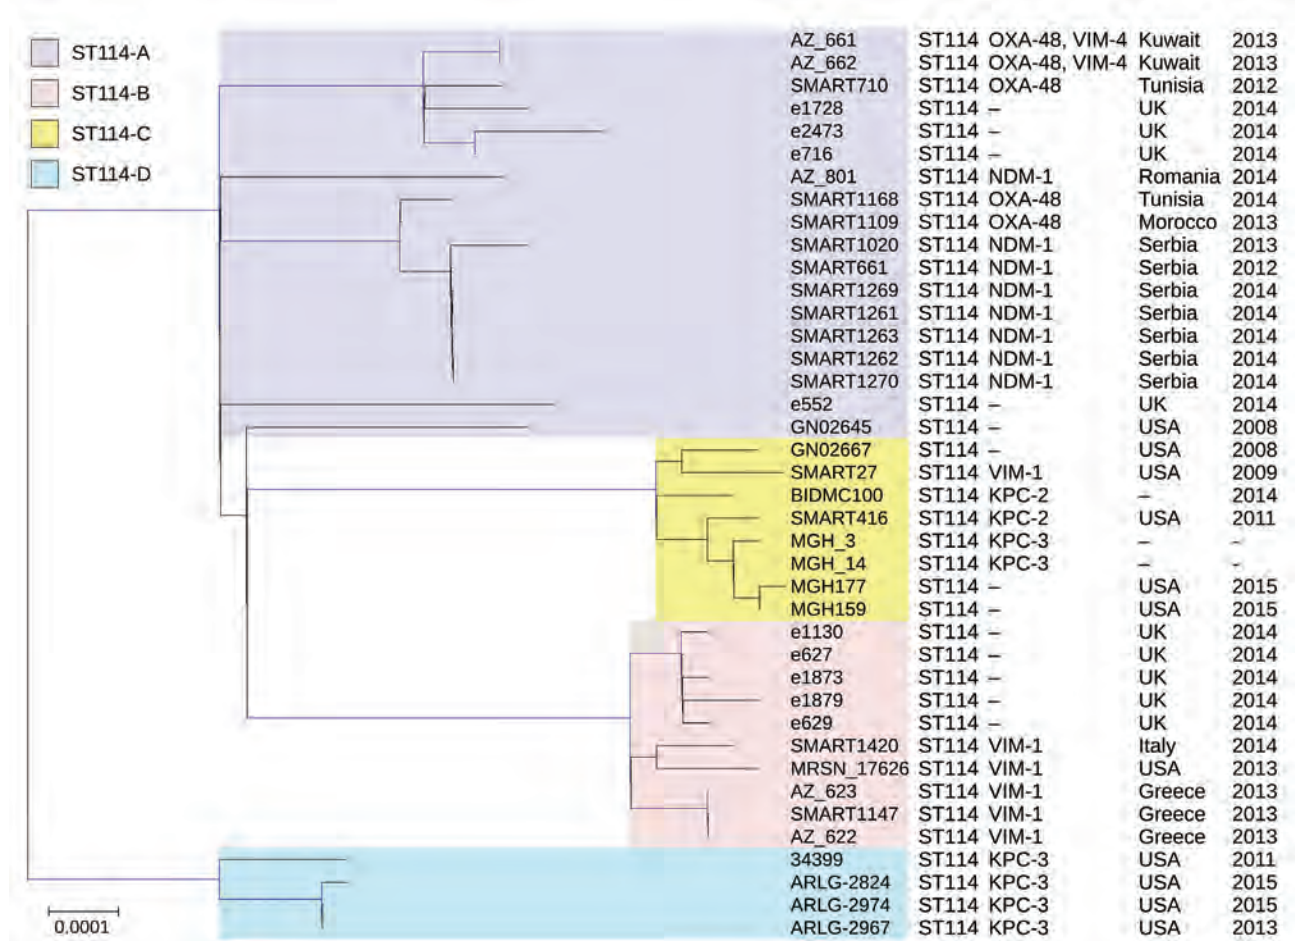 ST114-A
ST114-B
ST114-C
ST114-D
AZ_661 ST114 OXA-48, VIM-4 Kuwait 2013
AZ_662 ST114 OXA-48, VIM-4 Kuwait 2013
SMART710 ST114 OXA-48 Tunisia 2012
e1728 ST114 – UK 2014
e2473 ST114 – UK 2014
e716 ST114 – UK 2014
AZ_801 ST114 NDM-1 Romania 2014
SMART1168 ST114 OXA-48 Tunisia 2014
SMART1109 ST114 OXA-48 Morocco 2013
SMART1020 ST114 NDM-1 Serbia 2013
SMART661 ST114 NDM-1 Serbia 2012
SMART1269 ST114 NDM-1 Serbia 2014
SMART1261 ST114 NDM-1 Serbia 2014
SMART1263 ST114 NDM-1 Serbia 2014
SMART1262 ST114 NDM-1 Serbia 2014
SMART1270 ST114 NDM-1 Serbia 2014
e552 ST114 – UK 2014
GN02645 ST114 – USA 2008
GN02667 ST114 – USA 2008
SMART27 ST114 VIM-1 USA 2009
BIDMC100 ST114 KPC-2 – 2014
SMART416 ST114 KPC-2 USA 2011
MGH_3 ST114 KPC-3 – -
MGH_14 ST114 KPC-3 – -
MGH177 ST114 – USA 2015
MGH159 ST114 – USA 2015
e1130 ST114 – UK 2014
e627 ST114 – UK 2014
e1873 ST114 – UK 2014
e1879 ST114 – UK 2014
e629 ST114 – UK 2014
SMART1420 ST114 VIM-1 Italy 2014
MRSN_17626 ST114 VIM-1 USA 2013
AZ_623 ST114 VIM-1 Greece 2013
SMART1147 ST114 VIM-1 Greece 2013
AZ_622 ST114 VIM-1 Greece 2013
34399 ST114 KPC-3 USA 2011
ARLG-2824 ST114 KPC-3 USA 2015
ARLG-2974 ST114 KPC-3 USA 2015
ARLG-2967 ST114 KPC-3 USA 2013
0.0001